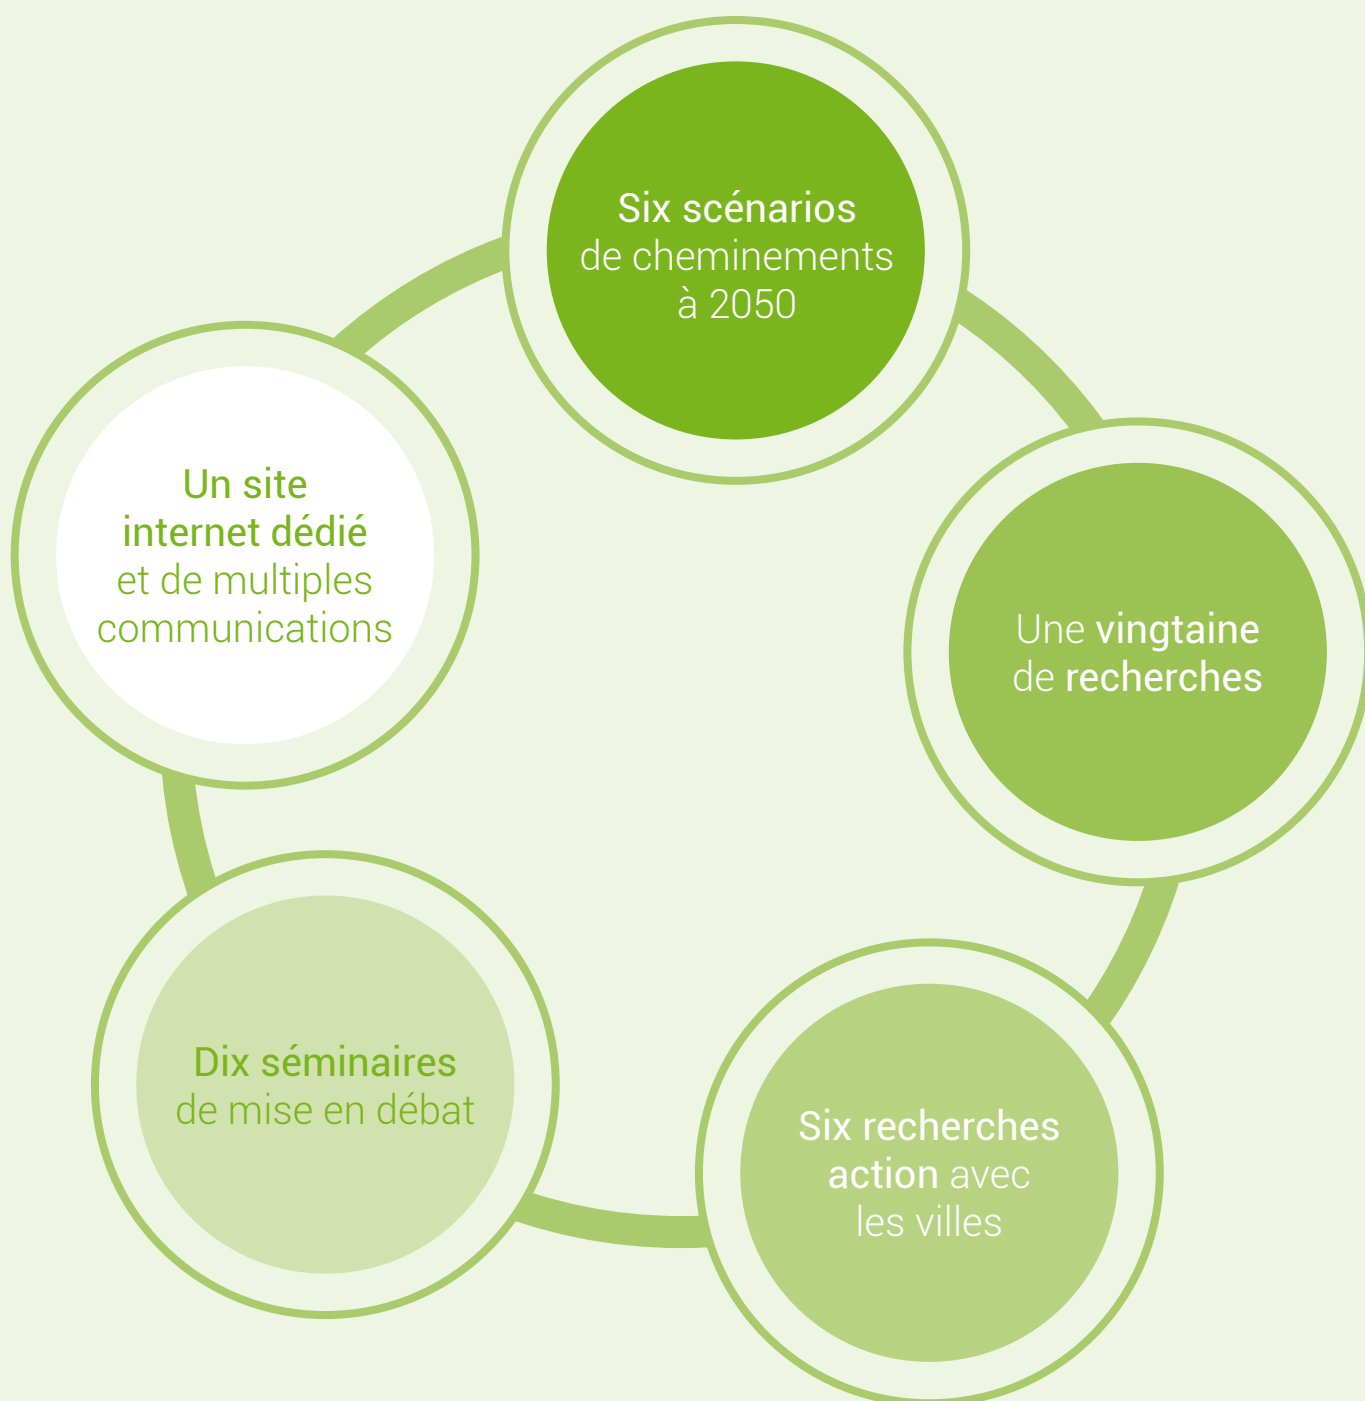 Six scénarios
de cheminements
à 2050
Une vingtaine
de recherches
Six recherches
action avec
les villes
Dix séminaires
de mise en débat
Un site
internet dédié
et de multiples
communications